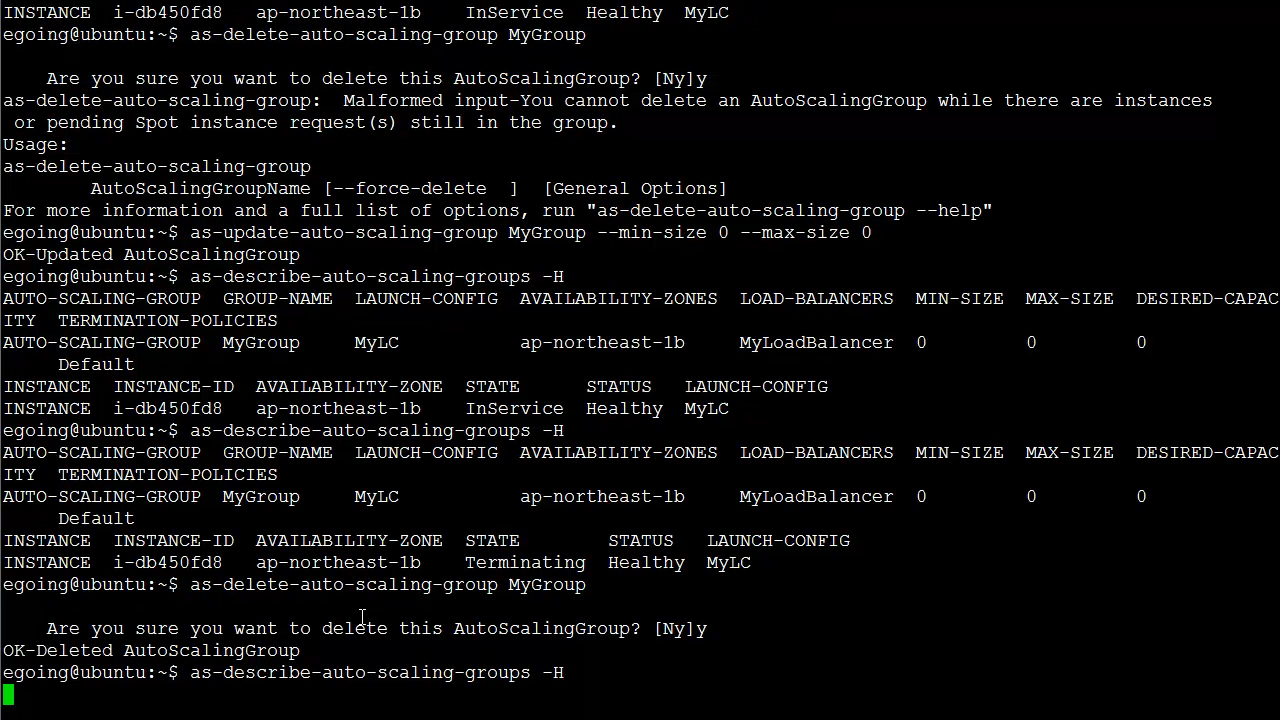 INSTANCE  i-db450fd8   ap-northeast-1b    InService  Healthy  MyLC
egoing@ubuntu:~$ as-delete-auto-scaling-group MyGroup
    Are you sure you want to delete this AutoScalingGroup? [Ny]y
as-delete-auto-scaling-group:  Malformed input-You cannot delete an AutoScalingGroup while there are instances
 or pending Spot instance request(s) still in the group.
Usage:
as-delete-auto-scaling-group
        AutoScalingGroupName [--force-delete  ]  [General Options]
For more information and a full list of options, run "as-delete-auto-scaling-group --help"
egoing@ubuntu:~$ as-update-auto-scaling-group MyGroup --min-size 0 --max-size 0
OK-Updated AutoScalingGroup
egoing@ubuntu:~$ as-describe-auto-scaling-groups -H
AUTO-SCALING-GROUP  GROUP-NAME  LAUNCH-CONFIG  AVAILABILITY-ZONES  LOAD-BALANCERS  MIN-SIZE  MAX-SIZE  DESIRED-CAPAC
ITY  TERMINATION-POLICIES
AUTO-SCALING-GROUP  MyGroup     MyLC           ap-northeast-1b     MyLoadBalancer  0         0         0
     Default
INSTANCE  INSTANCE-ID  AVAILABILITY-ZONE  STATE      STATUS   LAUNCH-CONFIG
INSTANCE  i-db450fd8   ap-northeast-1b    InService  Healthy  MyLC
egoing@ubuntu:~$ as-describe-auto-scaling-groups -H
AUTO-SCALING-GROUP  GROUP-NAME  LAUNCH-CONFIG  AVAILABILITY-ZONES  LOAD-BALANCERS  MIN-SIZE  MAX-SIZE  DESIRED-CAPAC
ITY  TERMINATION-POLICIES
AUTO-SCALING-GROUP  MyGroup     MyLC           ap-northeast-1b     MyLoadBalancer  0         0         0
     Default
INSTANCE  INSTANCE-ID  AVAILABILITY-ZONE  STATE        STATUS   LAUNCH-CONFIG
INSTANCE  i-db450fd8   ap-northeast-1b    Terminating  Healthy  MyLC
egoing@ubuntu:~$ as-delete-auto-scaling-group MyGroup
    Are you sure you want to delete this AutoScalingGroup? [Ny]y
OK-Deleted AutoScalingGroup
egoing@ubuntu:~$ as-describe-auto-scaling-groups -H